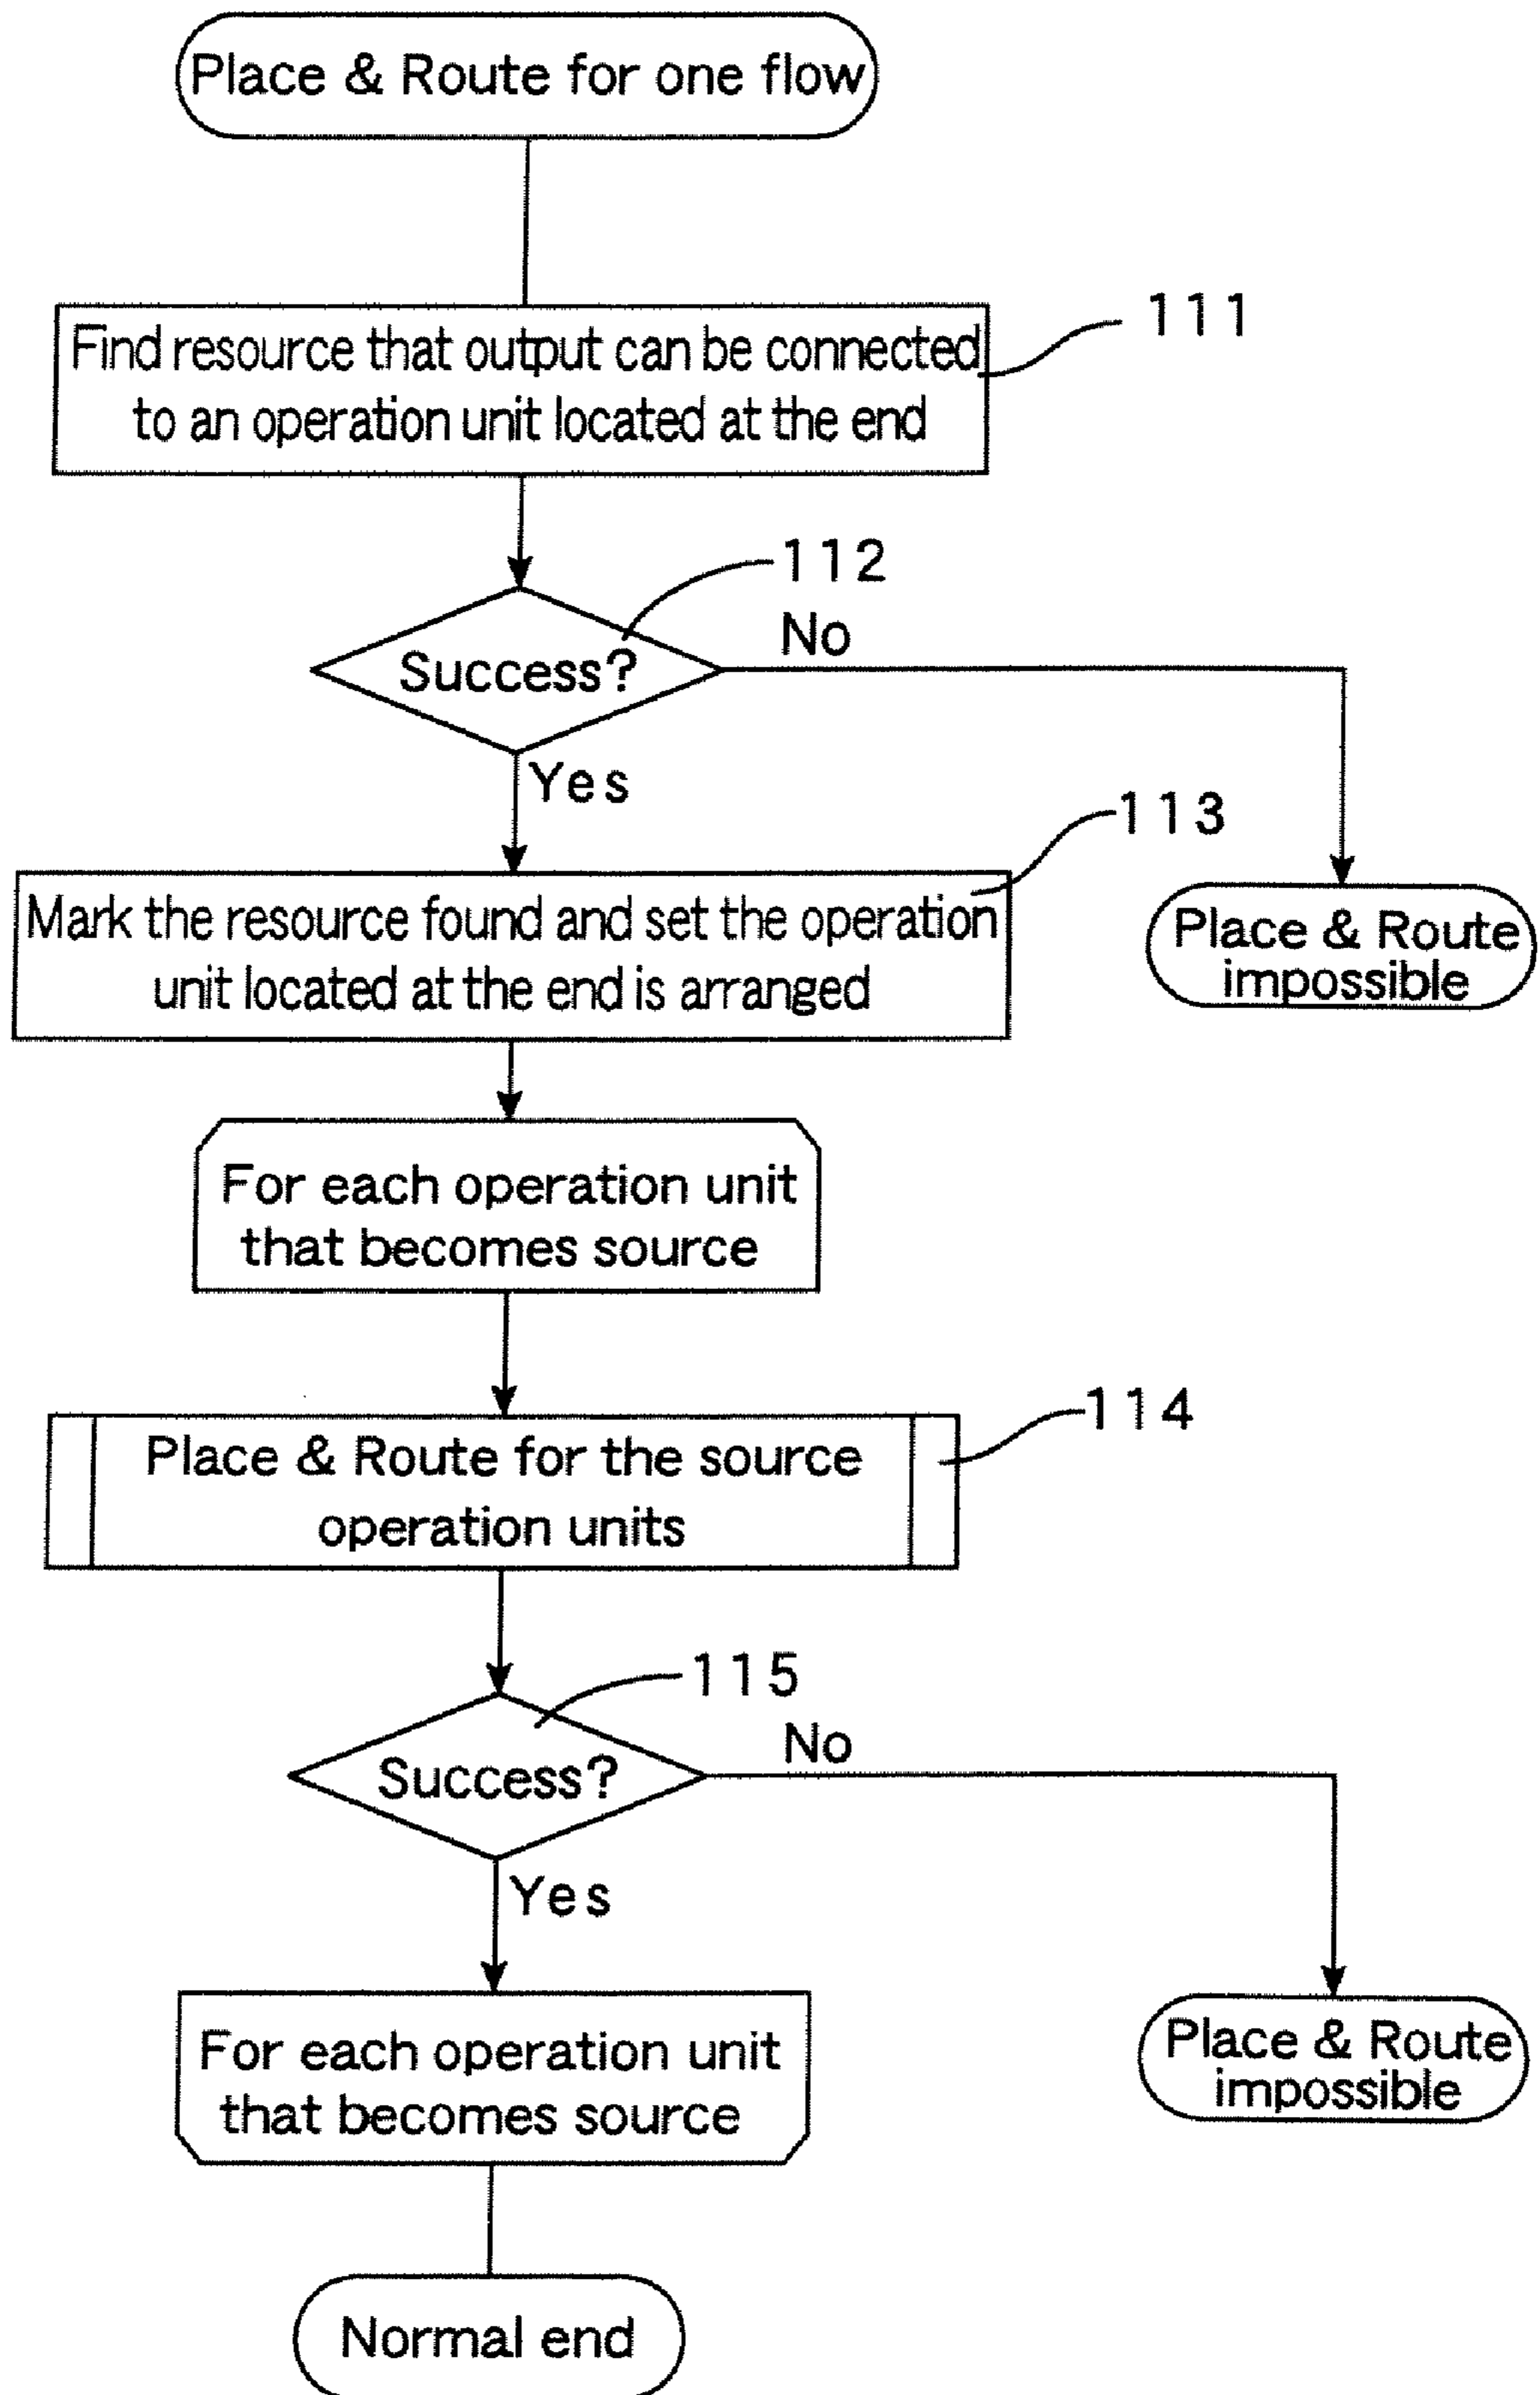 Place & Route for one flow
Find resource that output can be connected
to an operation unit located at the end
111
112
Success?
No
Yes
113
Mark the resource found and set the operation
unit located at the end is arranged
Place & Route
impossible
For each operation unit
that becomes source
114
Place & Route for the source
operation units
115
Success?
No
Yes
For each operation unit
that becomes source
Place & Route
impossible
Normal end